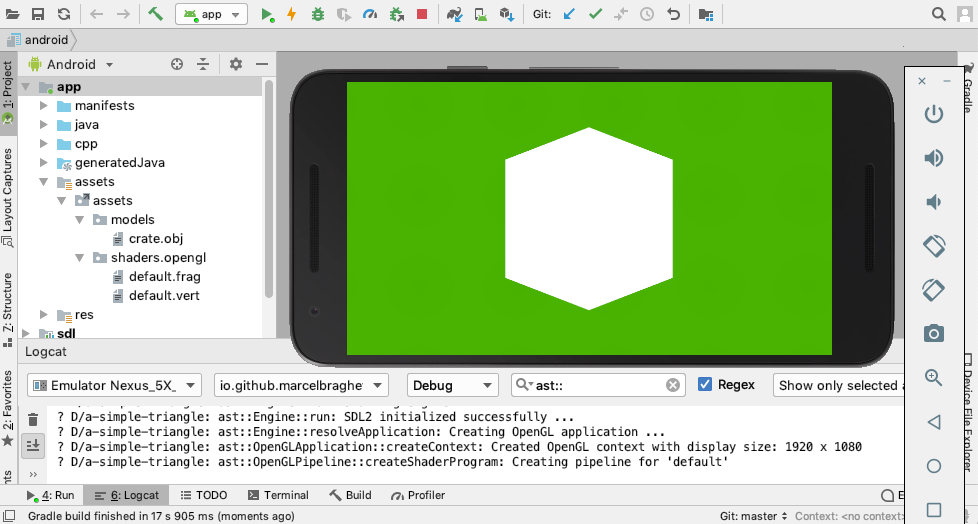 app
Git:
android
1: Project
Android
app
manifests
java
cpp
generatedJava
assets
assets
models
crate.obj
shaders.opengl
default.frag
default.vert
res
sdl
Layout Captures
7: Structure
2: Favorites
Gradle
Device File Explorer
Logcat
Emulator Nexus_5X_
io.github.marcelbraghe
Debug
ast::
Regex
Show only selected
? D/a-simple-triangle: ast::Engine::run: SDL2 initialized successfully ...
? D/a-simple-triangle: ast::Engine::resolveApplication: Creating OpenGL application ...
? D/a-simple-triangle: ast::OpenGLApplication::createContext: Created OpenGL context with display size: 1920 x 1080
? D/a-simple-triangle: ast::OpenGLPipeline::createShaderProgram: Creating pipeline for 'default'
4: Run
6: Logcat
TODO
Terminal
Build
Profiler
Gradle build finished in 17 s 905 ms (moments ago)
Git: master
Context: <no context>